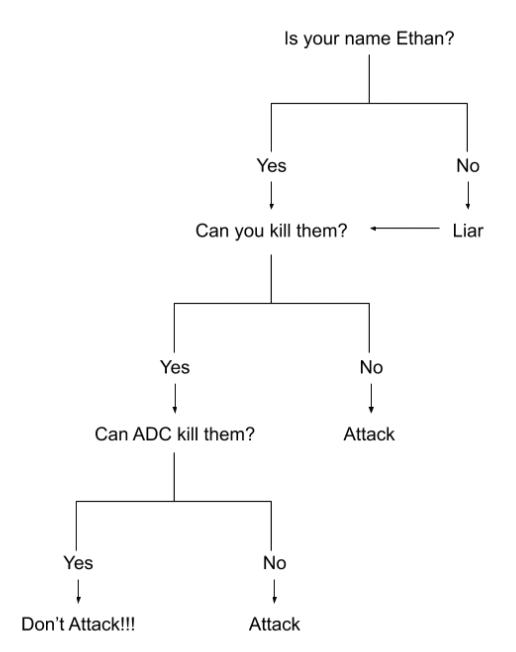 Is your name Ethan?
Yes
No
Can you kill them?
Liar
Yes
No
Can ADC kill them?
Attack
Yes
No
Don't Attack!!!
Attack